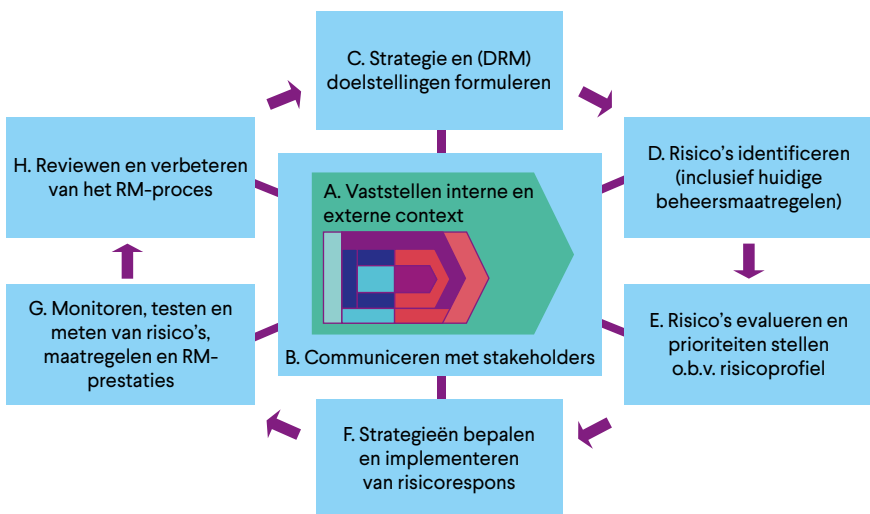 C. Strategie en (DRM)
doelstellingen formuleren
H. Reviewen en verbeteren
van het RM-proces
D. Risico's identificeren
(inclusief huidige
beheersmaatregelen)
A. Vaststellen interne en
externe context
G. Monitoren, testen en
meten van risico's,
maatregelen en RM-
prestaties
E. Risico's evalueren en
prioriteiten stellen
o.b.v. risicoprofiel
B. Communiceren met stakeholders
F. Strategieën bepalen
en implementeren
van risicorespons